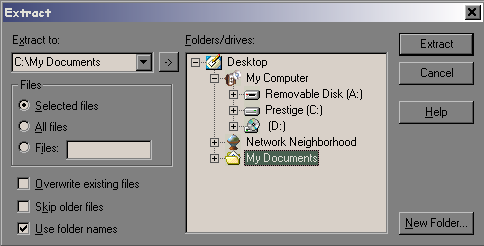 Extract
Extract to:
C:\My Documents
->
Files
Selected files
All files
Files:
Overwrite existing files
Skip older files
Use folder names
Folders/drives:
Desktop
My Computer
Removable Disk (A:)
Prestige (C:)
(D:)
Network Neighborhood
My Documents
Extract
Cancel
Help
New Folder...